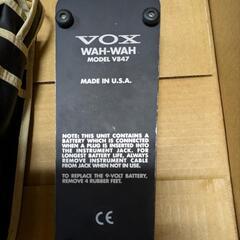 VOX
WAH-WAH
MODEL V847
MADE IN U.S.A.
NOTE: THIS UNIT CONTAINS A
BATTERY WHICH IS CONNECTED
WHEN A PLUG IS INSERTED INTO
THE INSTRUMENT JACK. FOR
LONGEST BATTERY LIFE, ALWAYS
REMOVE INSTRUMENT CABLE
FROM JACK WHEN NOT IN USE.
TO REPLACE THE 9-VOLT BATTERY,
REMOVE 4 RUBBER FEET.
CE